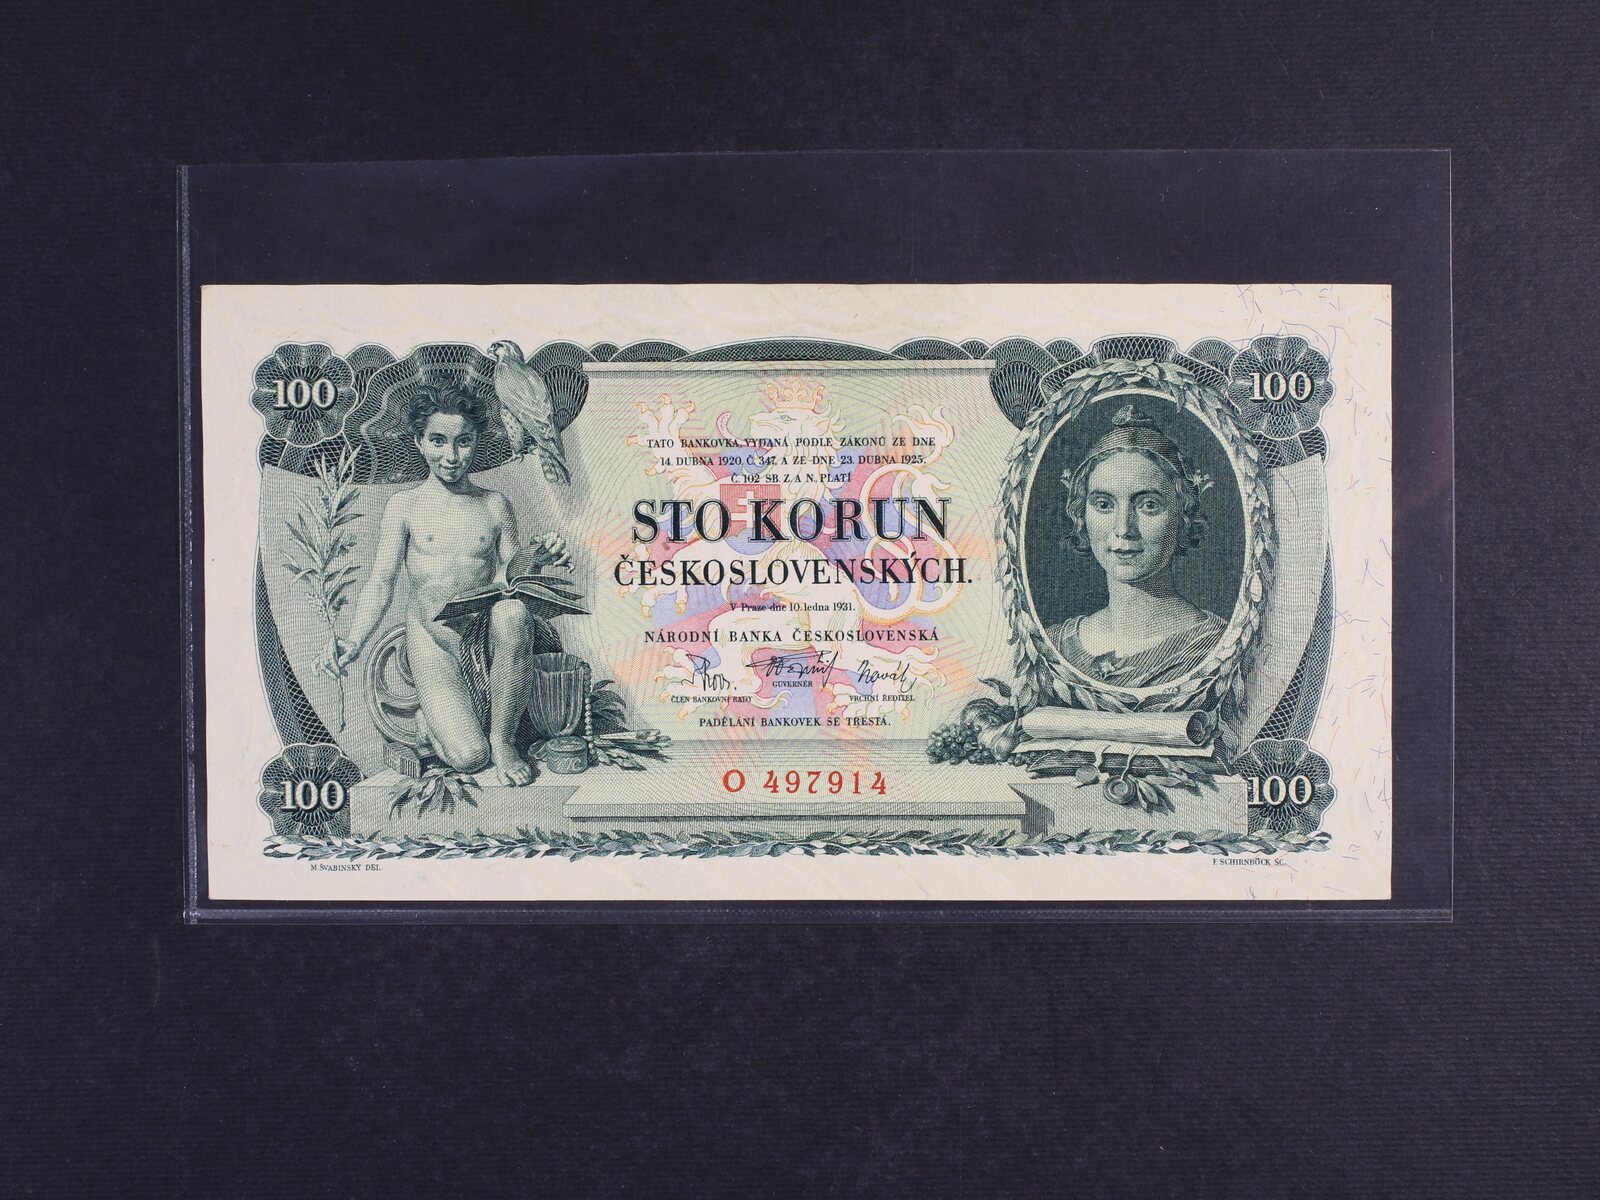 100
100
TATO BANKOVKA, VYDANÁ PODLE ZÁKONŮ ZE DNE
14. DUBNA 1920, Č. 347, A ZE DNE 23. DUBNA 1925,
Č. 102 SB. Z. A N. PLATÍ
STO KORUN
ČESKOSLOVENSKÝCH.
V Praze dne 10. ledna 1931.
NÁRODNÍ BANKA ČESKOSLOVENSKÁ
Novák
GUVERNÉR
ČLEN BANKOVNÍ RADY
VRCHNÍ ŘEDITEL
PADĚLÁNÍ BANKOVEK SE TRESTÁ.
O 497914
100
100
M. ŠVABINSKÝ DEL.
F. SCHIRNBÖCK SC.